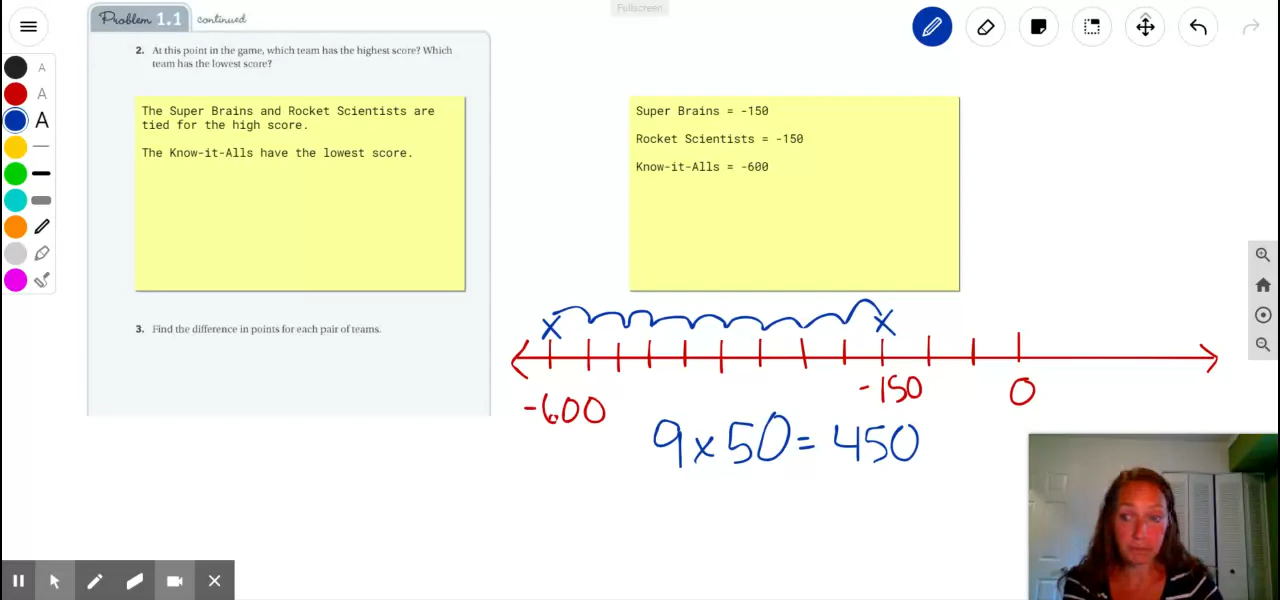 Fullscreen
Problem 1.1 continued
2. At this point in the game, which team has the highest score? Which
team has the lowest score?
The Super Brains and Rocket Scientists are
tied for the high score.
The Know-it-Alls have the lowest score.
Super Brains = -150
Rocket Scientists = -150
Know-it-Alls = -600
3. Find the difference in points for each pair of teams.
A
A
A
X X
-600 -150 0
9 x 50 = 450